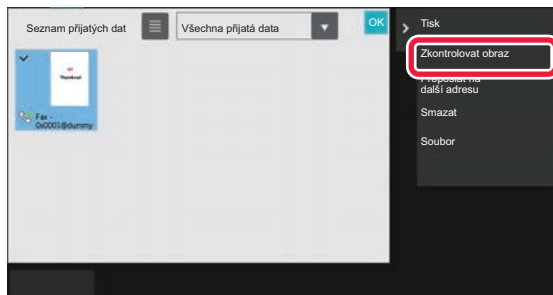 Seznam přijatých dat
Všechna přijatá data
OK
Thumbnail
Fax -
0x0001@dummy
Tisk
Zkontrolovat obraz
Přeposlat na
další adresu
Smazat
Soubor